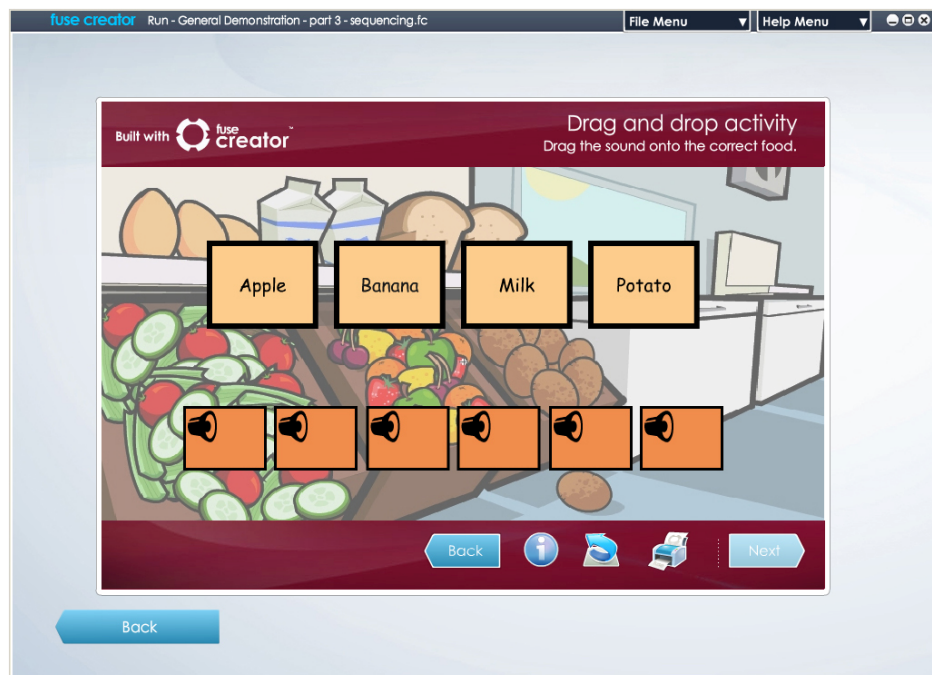 fuse creator Run - General Demonstration - part 3 - sequencing.fc File Menu Help Menu
Built with fuse creator™
Drag and drop activity
Drag the sound onto the correct food.
Apple Banana Milk Potato
Back Next
Back